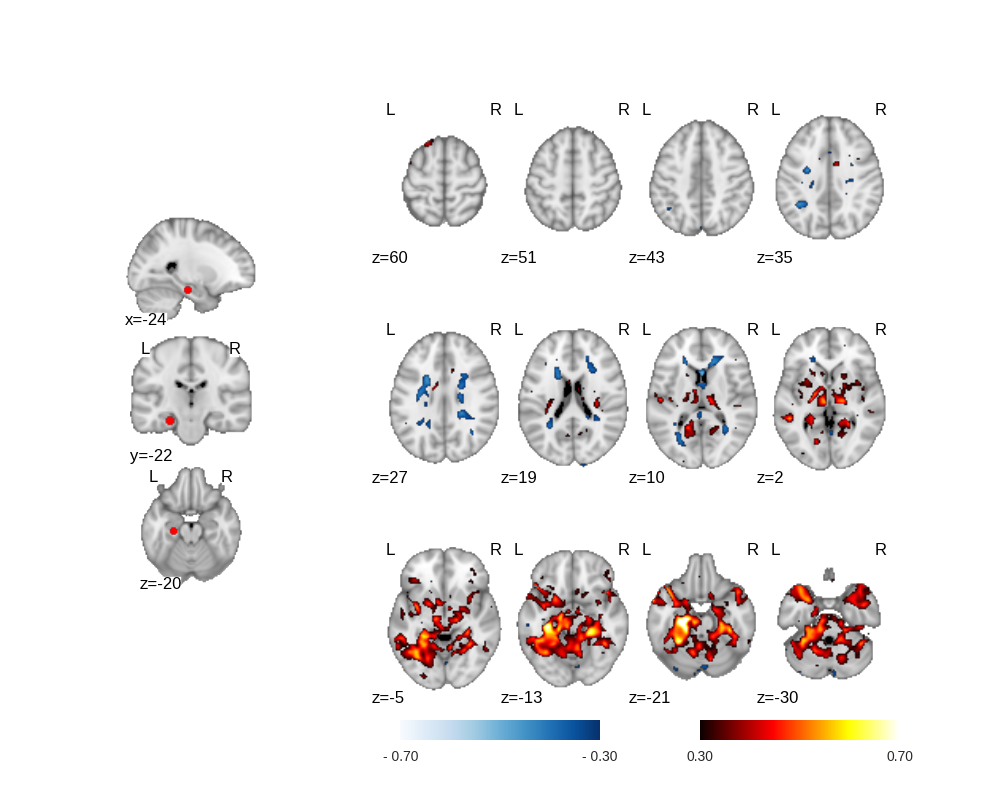 L R L R L R L R
z=60 z=51 z=43 z=35
x=-24
L R
y=-22
L R
z=-20
L R L R L R L R
z=27 z=19 z=10 z=2
L R L R L R L R
z=-5 z=-13 z=-21 z=-30
- 0.70 - 0.30 0.30 0.70